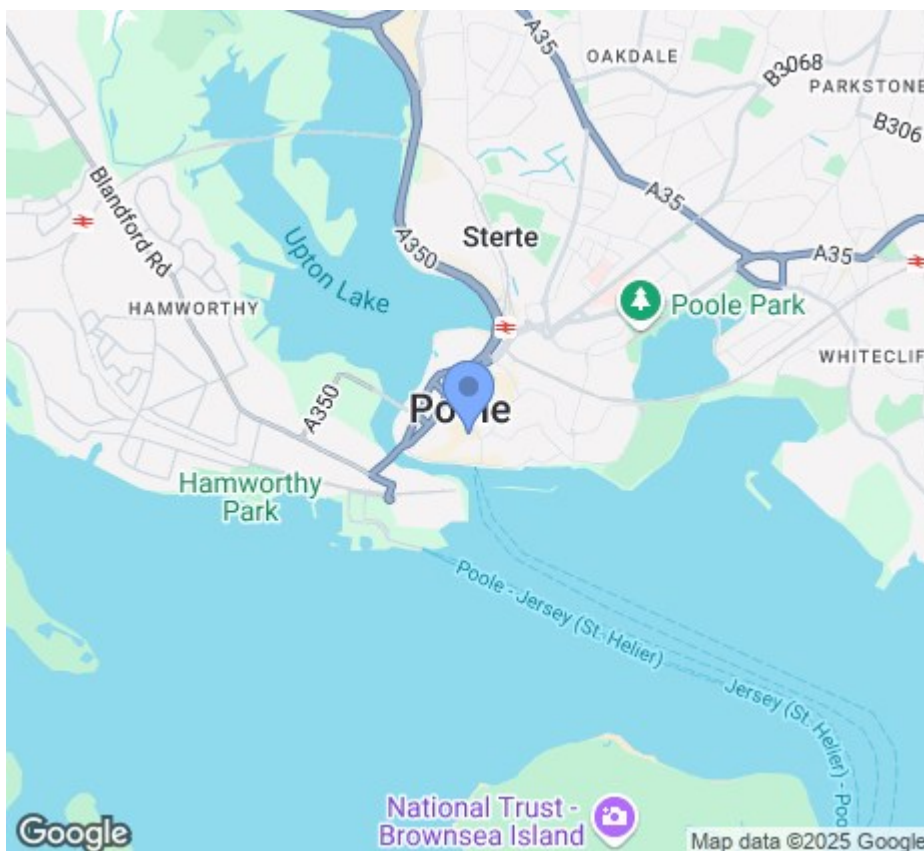 A35
OAKDALE
B3068
PARKSTONE
B306
Blandford Rd
A35
A35
Upton Lake
A350
Sterte
HAMWORTHY
Poole Park
WHITECLIF
A350
Poole
Hamworthy
Park
Poole - Jersey (St. Helier)
Jersey (St. Helier) - Poo
National Trust -
Brownsea Island
Google
Map data ©2025 Google